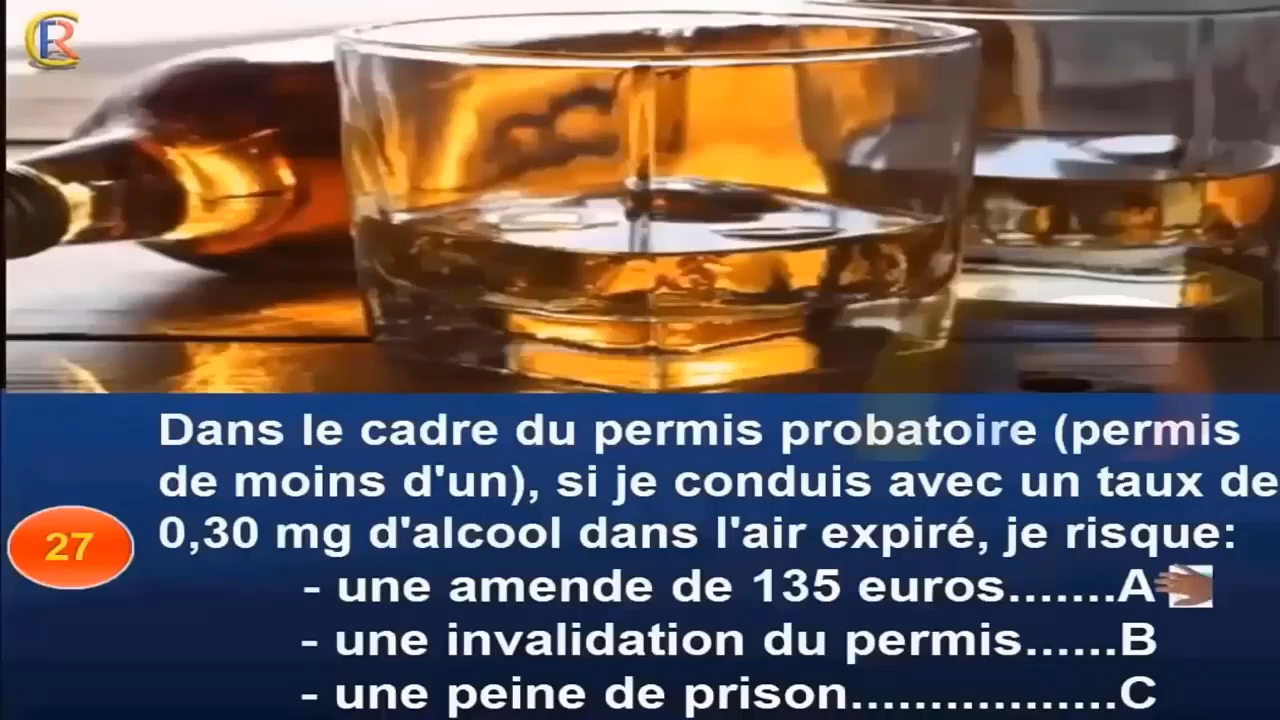 FR
Dans le cadre du permis probatoire (permis
de moins d'un), si je conduis avec un taux de
27
0,30 mg d'alcool dans l'air expiré, je risque:
- une amende de 135 euros.......A
- une invalidation du permis......B
- une peine de prison.................C